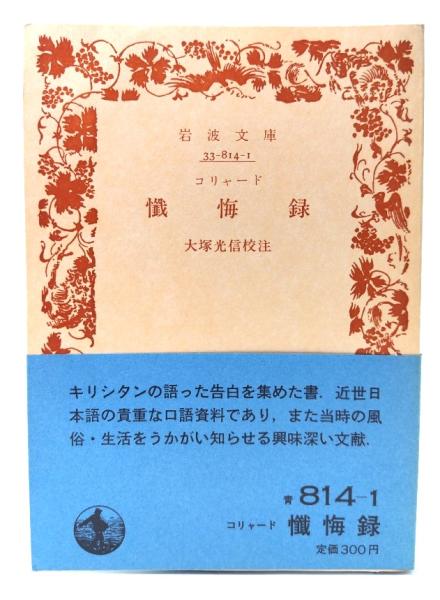 岩波文庫
33-814-1
コリャード
懺悔録
大塚光信校注
キリシタンの語った告白を集めた書．近世日
本語の貴重な口語資料であり，また当時の風
俗・生活をうかがい知らせる興味深い文献．
青 814-1
コリャード 懺悔録
定価300円